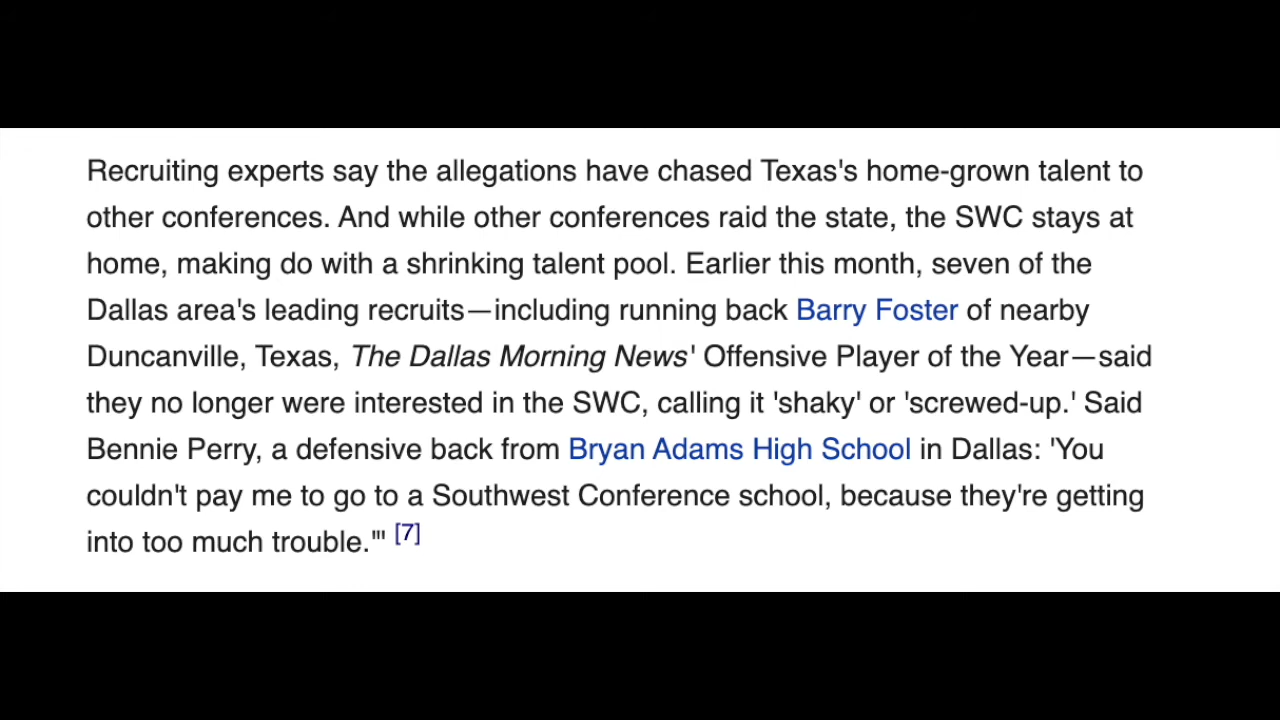 Recruiting experts say the allegations have chased Texas's home-grown talent to
other conferences. And while other conferences raid the state, the SWC stays at
home, making do with a shrinking talent pool. Earlier this month, seven of the
Dallas area's leading recruits—including running back Barry Foster of nearby
Duncanville, Texas, The Dallas Morning News' Offensive Player of the Year—said
they no longer were interested in the SWC, calling it 'shaky' or 'screwed-up.' Said
Bennie Perry, a defensive back from Bryan Adams High School in Dallas: 'You
couldn't pay me to go to a Southwest Conference school, because they're getting
into too much trouble.'" [7]